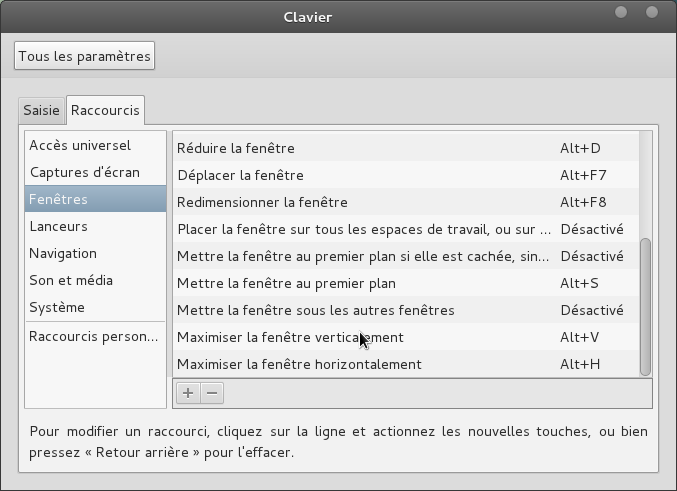 Clavier
Tous les paramètres
Saisie Raccourcis
Accès universel
Captures d'écran
Fenêtres
Lanceurs
Navigation
Son et média
Système
Raccourcis person...
Réduire la fenêtre Alt+D
Déplacer la fenêtre Alt+F7
Redimensionner la fenêtre Alt+F8
Placer la fenêtre sur tous les espaces de travail, ou sur ... Désactivé
Mettre la fenêtre au premier plan si elle est cachée, sin... Désactivé
Mettre la fenêtre au premier plan Alt+S
Mettre la fenêtre sous les autres fenêtres Désactivé
Maximiser la fenêtre verticalement Alt+V
Maximiser la fenêtre horizontalement Alt+H
Pour modifier un raccourci, cliquez sur la ligne et actionnez les nouvelles touches, ou bien
pressez « Retour arrière » pour l'effacer.